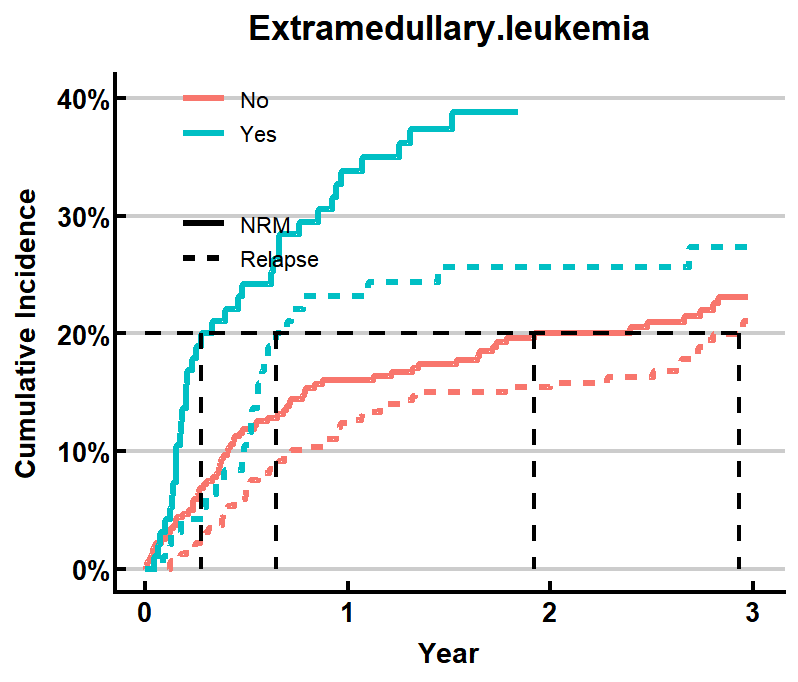 Extramedullary.leukemia
40%
No
Yes
30%
NRM
Relapse
20%
10%
0%
Cumulative Incidence
0 1 2 3
Year